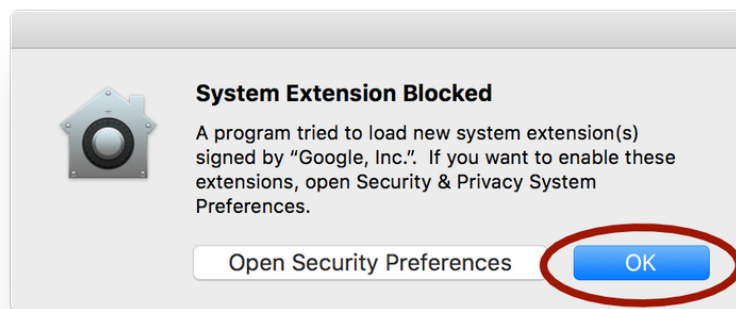 System Extension Blocked
A program tried to load new system extension(s)
signed by “Google, Inc.”.  If you want to enable these
extensions, open Security & Privacy System
Preferences.
Open Security Preferences
OK